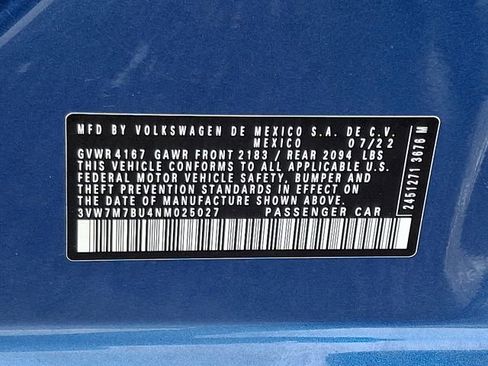 MFD BY VOLKSWAGEN DE MEXICO S.A. DE C.V.
MEXICO 07/22
GVWR 4167 GAWR FRONT 2183 / REAR 2094 LBS
THIS VEHICLE CONFORMS TO ALL APPLICABLE U.S.
FEDERAL MOTOR VEHICLE SAFETY, BUMPER AND
THEFT PREVENTION STANDARDS IN EFFECT ON THE
DATE OF MANUFACTURE SHOWN ABOVE.
3VW7M7BU4NM025027 PASSENGER CAR
2451271 3676 M